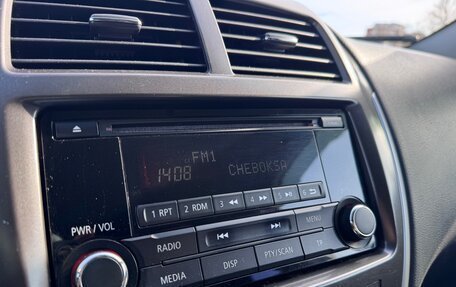 FM1
1408 CHEBOKSA
1 RPT 2 RDM 3 4 5 6
PWR / VOL
RADIO MENU
MEDIA DISP PTY/SCAN TP